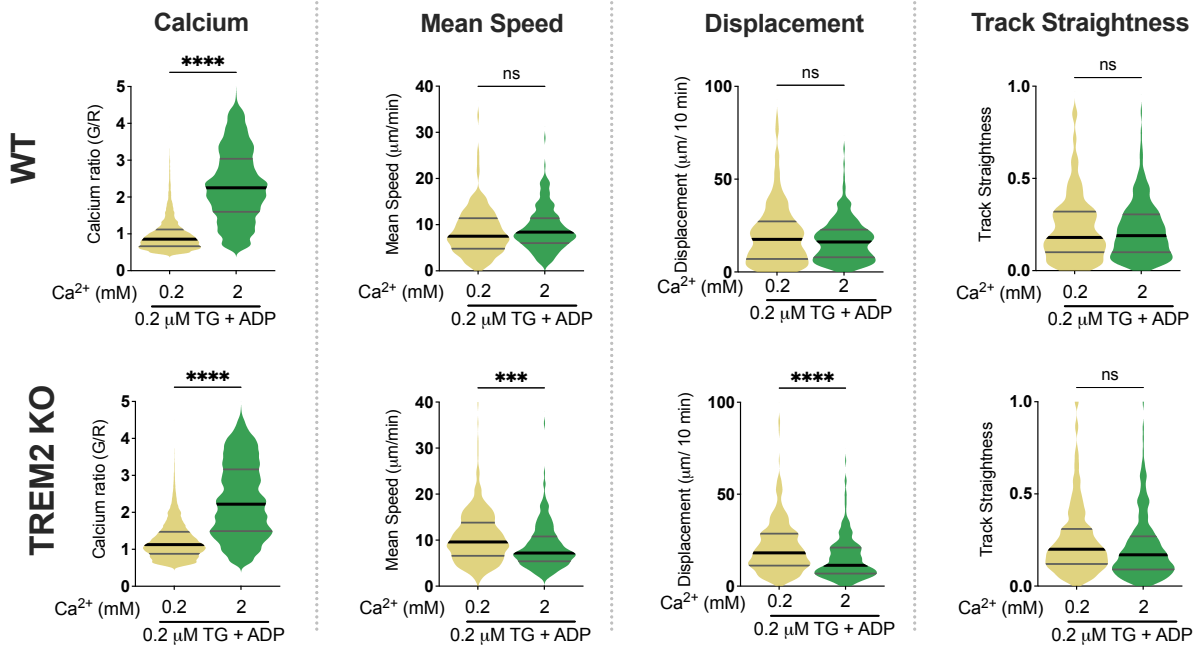 Calcium
Mean Speed
Displacement
Track Straightness
WT
****
Calcium ratio (G/R)
5
4
3
2
1
0
Ca²⁺ (mM)
0.2
2
0.2 μM TG + ADP
ns
Mean Speed (μm/min)
40
30
20
10
0
Ca²⁺ (mM)
0.2
2
0.2 μM TG + ADP
ns
Displacement (μm/ 10 min)
100
50
0
Ca²⁺ (mM)
0.2
2
0.2 μM TG + ADP
ns
Track Straightness
1.0
0.5
0.0
Ca²⁺ (mM)
0.2
2
0.2 μM TG + ADP
TREM2 KO
****
Calcium ratio (G/R)
5
4
3
2
1
0
Ca²⁺ (mM)
0.2
2
0.2 μM TG + ADP
***
Mean Speed (μm/min)
40
30
20
10
0
Ca²⁺ (mM)
0.2
2
0.2 μM TG + ADP
****
Displacement (μm/ 10 min)
100
50
0
Ca²⁺ (mM)
0.2
2
0.2 μM TG + ADP
ns
Track Straightness
1.0
0.5
0.0
Ca²⁺ (mM)
0.2
2
0.2 μM TG + ADP